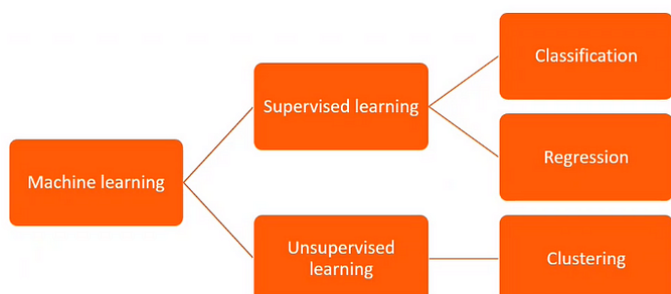 Machine learning
Supervised learning
Classification
Regression
Unsupervised
learning
Clustering